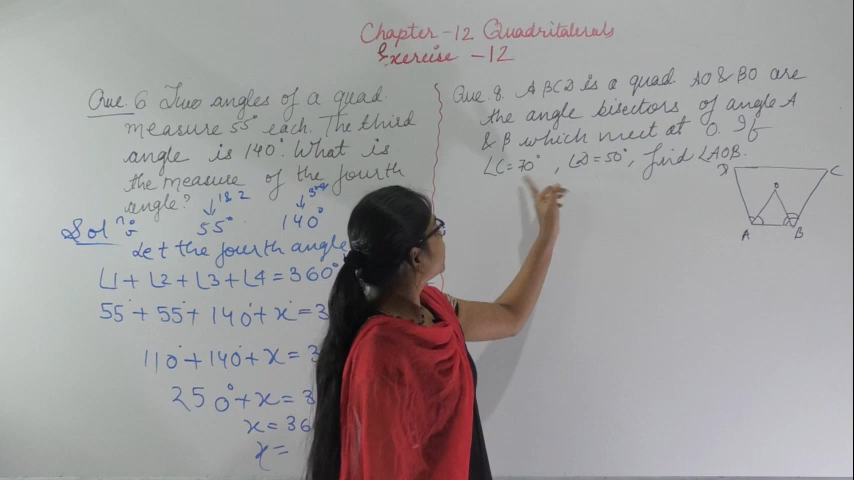 Chapter-12 Quadritaterals
Exercise -12
Que. 6 Two angles of a quad.
measure 55° each. The third
angle is 140°. What is
the measure of the fourth
angle?
1&2
3rd
55°
140°
Sol^n :
Let the fourth angle
∠1 + ∠2 + ∠3 + ∠4 = 360°
55° + 55° + 140° + x = 3
110° + 140° + x = 3
250° + x = 3
x = 36
x =
Que. 8. ABCD is a quad AO & BO are
the angle bisectors of angle A
& B which meet at O. If
∠C = 70°, ∠D = 50°, find ∠AOB.
D
C
O
A
B